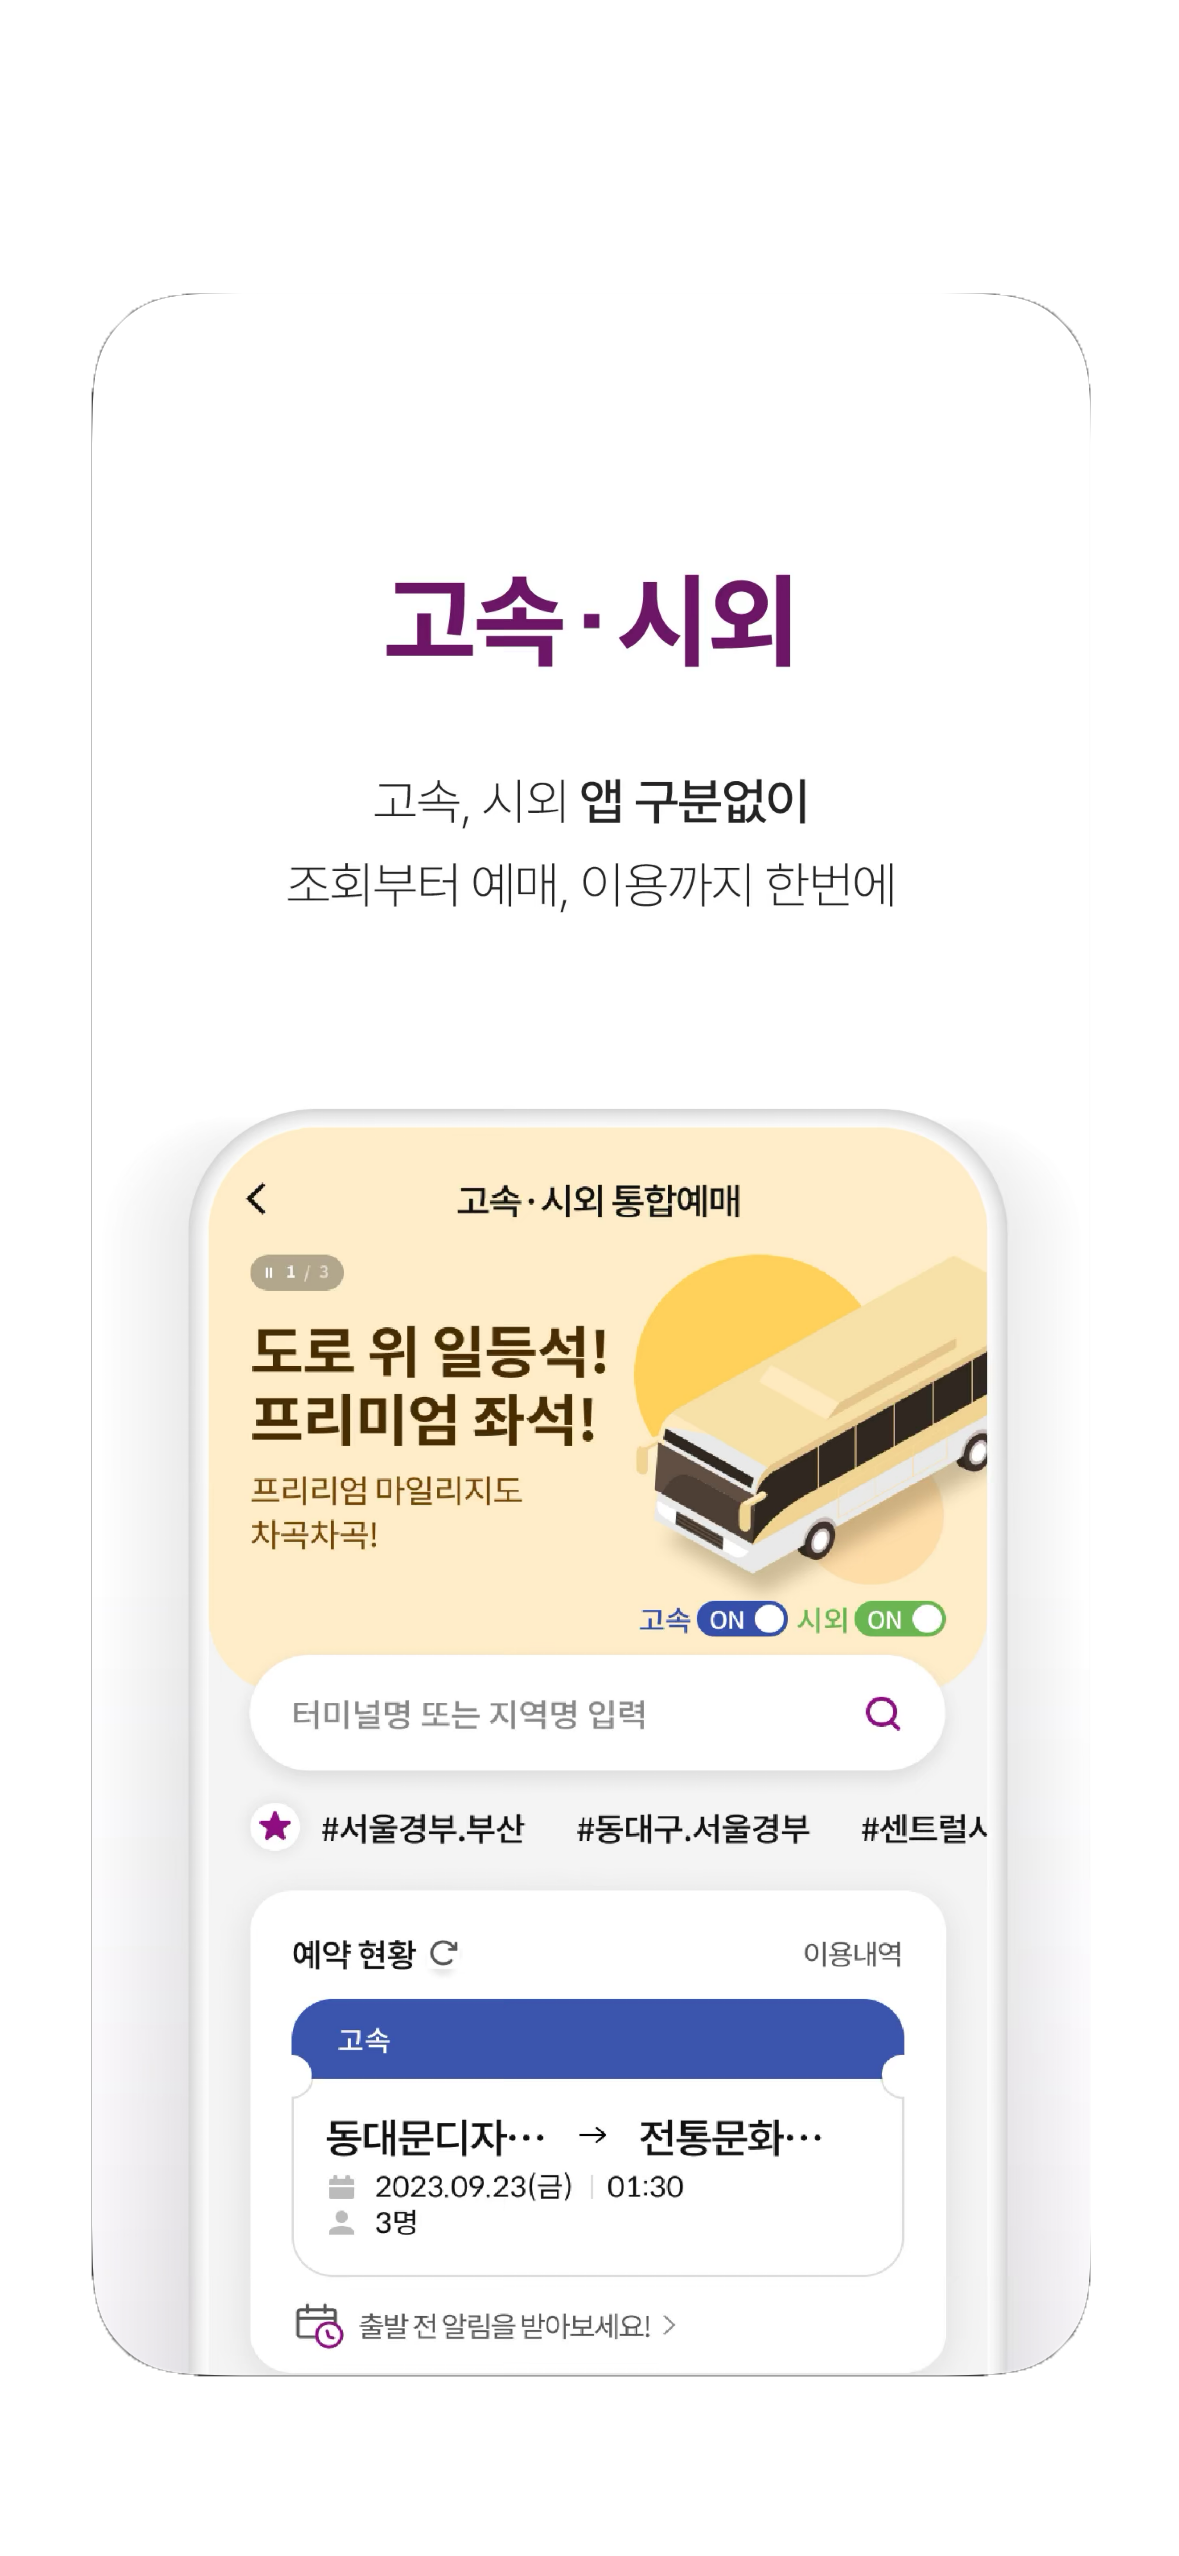 고속·시외
고속, 시외 앱 구분없이
조회부터 예매, 이용까지 한번에
고속·시외 통합예매
1 / 3
도로 위 일등석!
프리미엄 좌석!
프리리엄 마일리지도
차곡차곡!
고속 ON 시외 ON
터미널명 또는 지역명 입력
#서울경부.부산 #동대구.서울경부 #센트럴시
예약 현황 이용내역
고속
동대문디자··· → 전통문화···
2023.09.23(금) 01:30
3명
출발 전 알림을 받아보세요! >